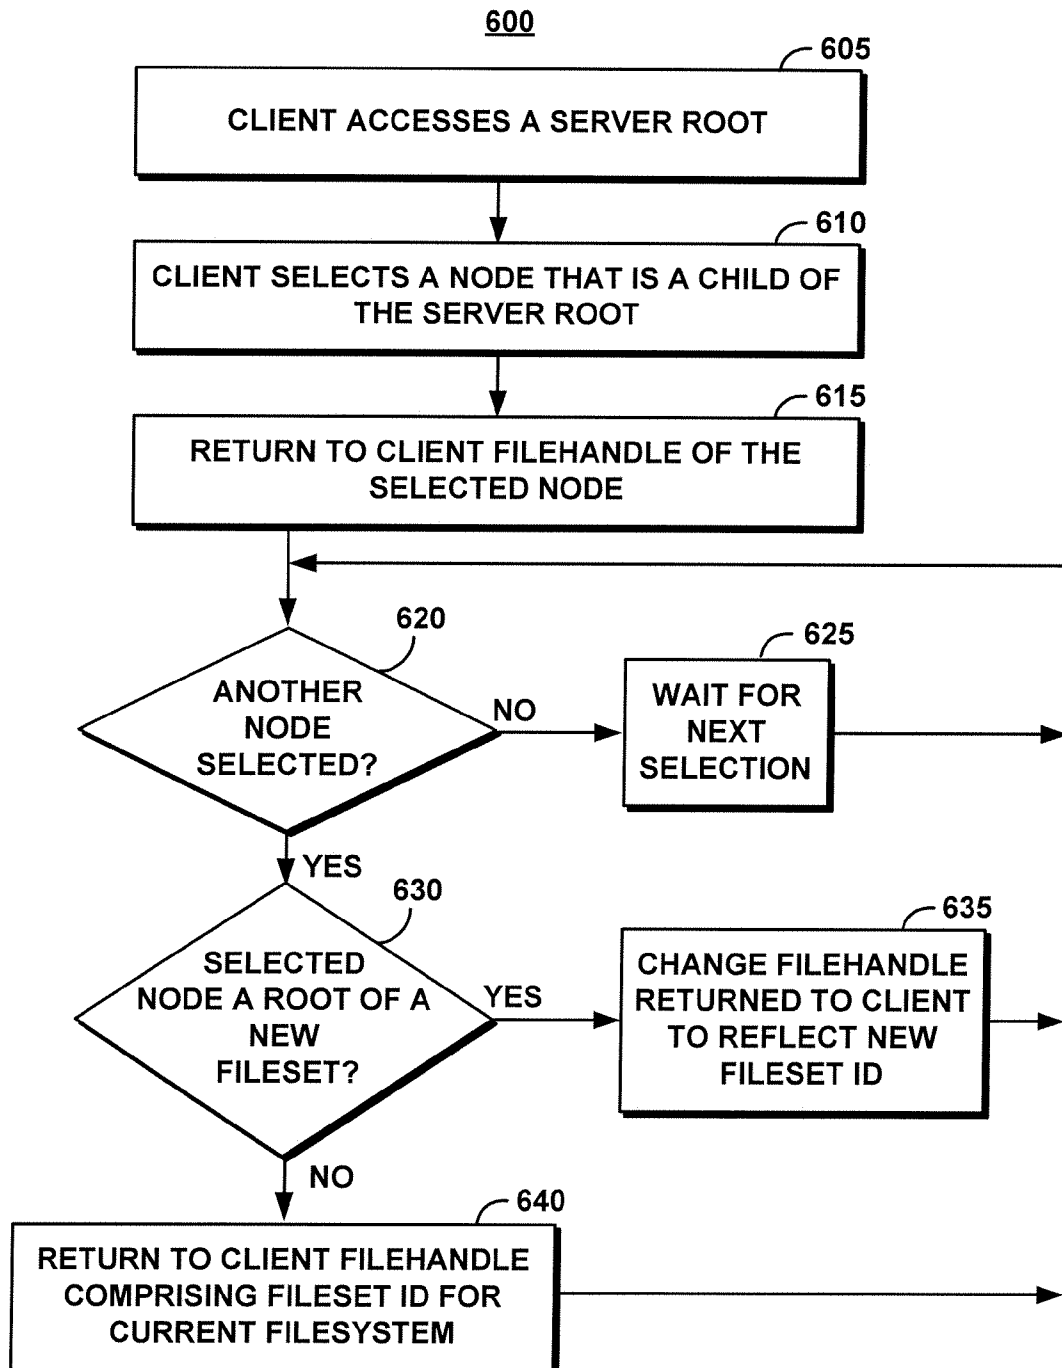 600
605
CLIENT ACCESSES A SERVER ROOT
610
CLIENT SELECTS A NODE THAT IS A CHILD OF
THE SERVER ROOT
615
RETURN TO CLIENT FILEHANDLE OF THE
SELECTED NODE
620
ANOTHER
NODE
SELECTED?
NO
625
WAIT FOR
NEXT
SELECTION
YES
630
SELECTED
NODE A ROOT OF A
NEW
FILESET?
YES
635
CHANGE FILEHANDLE
RETURNED TO CLIENT
TO REFLECT NEW
FILESET ID
NO
640
RETURN TO CLIENT FILEHANDLE
COMPRISING FILESET ID FOR
CURRENT FILESYSTEM